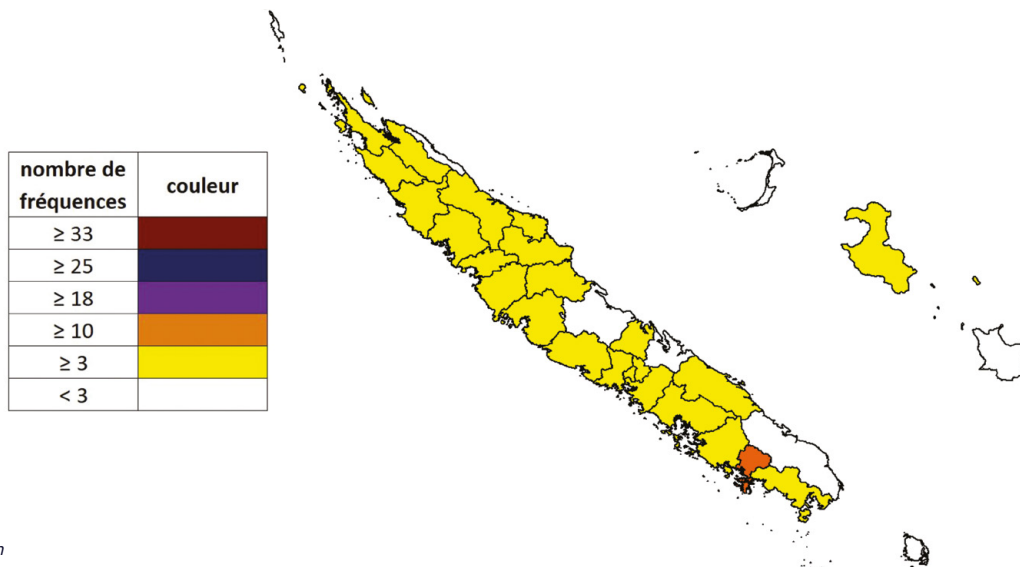 nombre de
fréquences
couleur
≥ 33
≥ 25
≥ 18
≥ 10
≥ 3
< 3